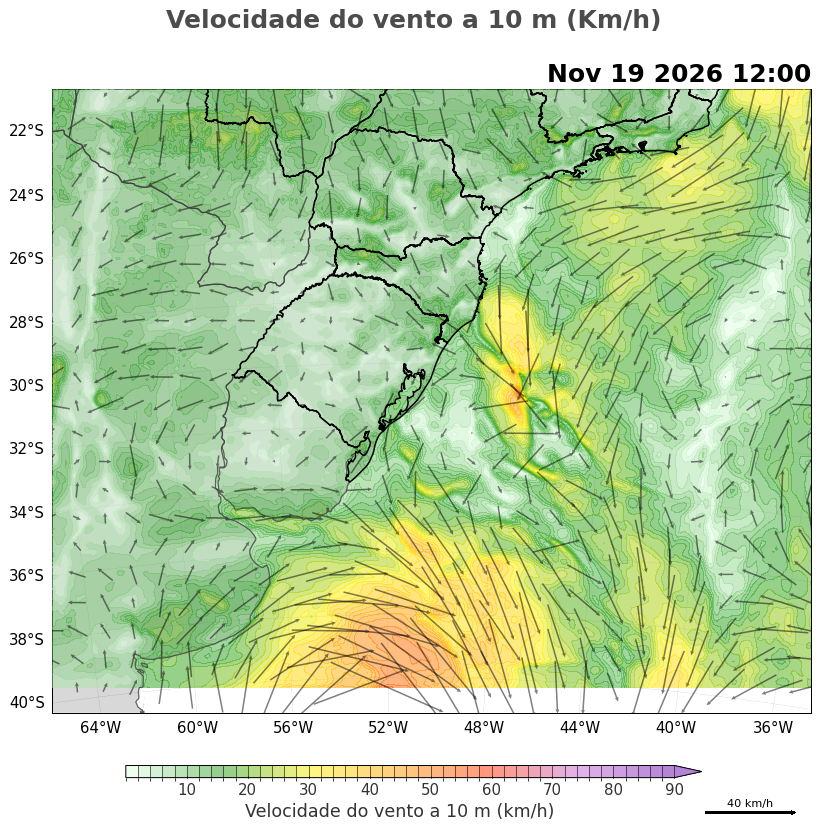 Velocidade do vento a 10 m (Km/h)
Nov 19 2026 12:00
22°S
24°S
26°S
28°S
30°S
32°S
34°S
36°S
38°S
40°S
64°W 60°W 56°W 52°W 48°W 44°W 40°W 36°W
10 20 30 40 50 60 70 80 90
Velocidade do vento a 10 m (km/h)
40 km/h